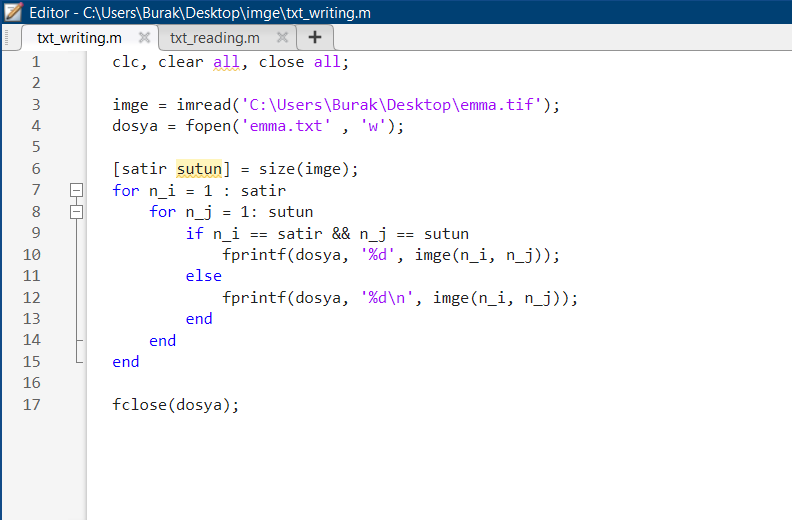 Editor - C:\Users\Burak\Desktop\imge\txt_writing.m
txt_writing.m × txt_reading.m × +
1 clc, clear all, close all;
2
3 imge = imread('C:\Users\Burak\Desktop\emma.tif');
4 dosya = fopen('emma.txt' , 'w');
5
6 [satir sutun] = size(imge);
7 for n_i = 1 : satir
8 for n_j = 1: sutun
9 if n_i == satir && n_j == sutun
10 fprintf(dosya, '%d', imge(n_i, n_j));
11 else
12 fprintf(dosya, '%d\n', imge(n_i, n_j));
13 end
14 end
15 end
16
17 fclose(dosya);